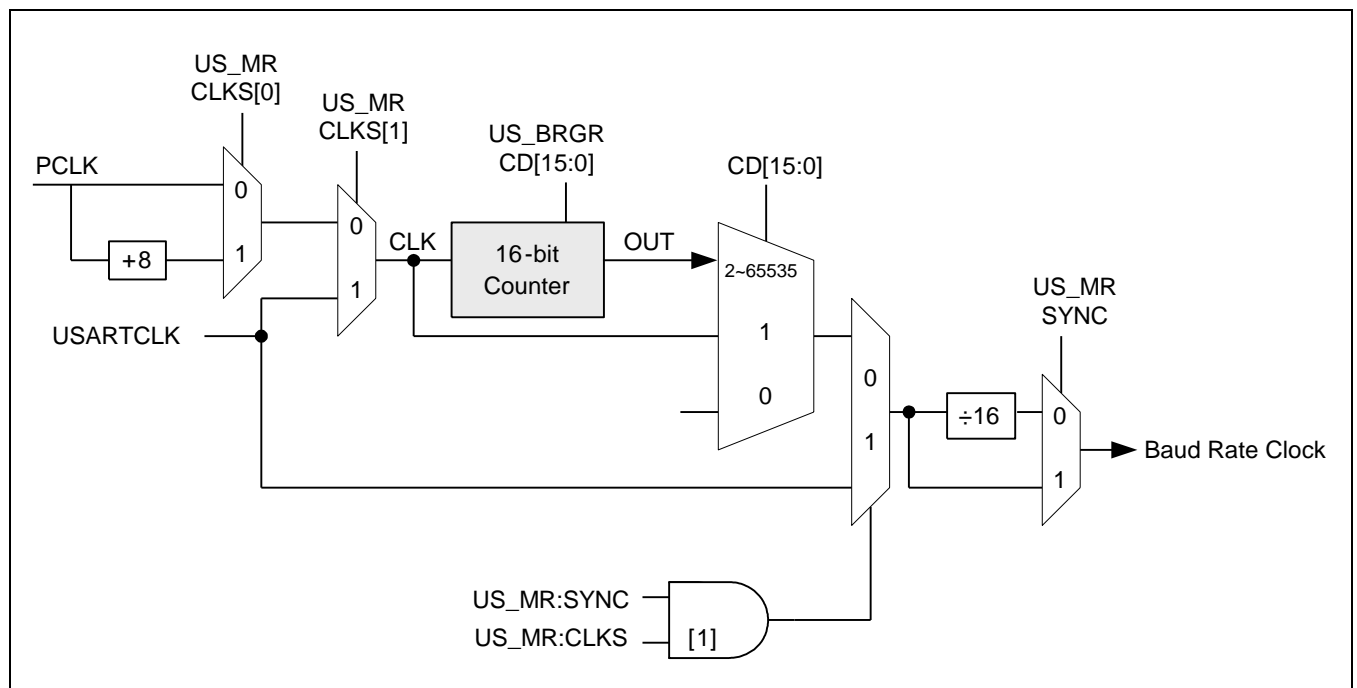 US_MR
CLKS[0]
US_MR
CLKS[1]
US_BRGR
CD[15:0]
CD[15:0]
PCLK
0
1
+8
0
1
CLK
16-bit
Counter
OUT
2~65535
1
0
USARTCLK
0
1
US_MR
SYNC
÷16
0
1
Baud Rate Clock
US_MR:SYNC
US_MR:CLKS
[1]